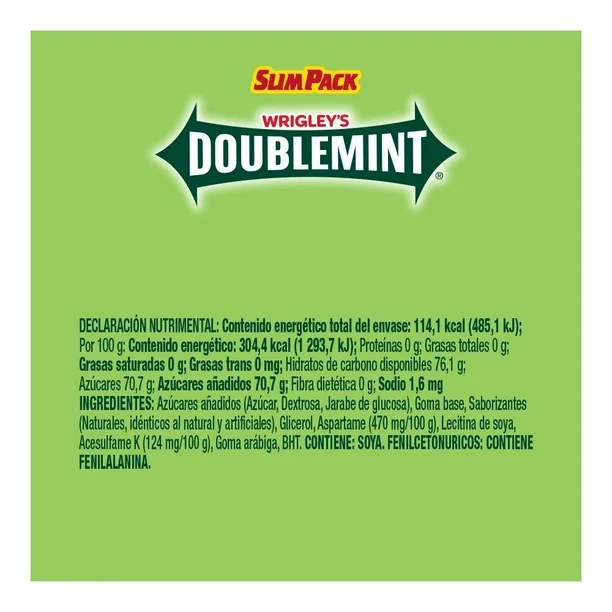 SLIM PACK
WRIGLEY'S
DOUBLEMINT
®
DECLARACIÓN NUTRIMENTAL: Contenido energético total del envase: 114,1 kcal (485,1 kJ);
Por 100 g: Contenido energético: 304,4 kcal (1 293,7 kJ); Proteínas 0 g; Grasas totales 0 g;
Grasas saturadas 0 g; Grasas trans 0 mg; Hidratos de carbono disponibles 76,1 g;
Azúcares 70,7 g; Azúcares añadidos 70,7 g; Fibra dietética 0 g; Sodio 1,6 mg
INGREDIENTES: Azúcares añadidos (Azúcar, Dextrosa, Jarabe de glucosa), Goma base, Saborizantes
(Naturales, idénticos al natural y artificiales), Glicerol, Aspartame (470 mg/100 g), Lecitina de soya,
Acesulfame K (124 mg/100 g), Goma arábiga, BHT. CONTIENE: SOYA. FENILCETONURICOS: CONTIENE
FENILALANINA.